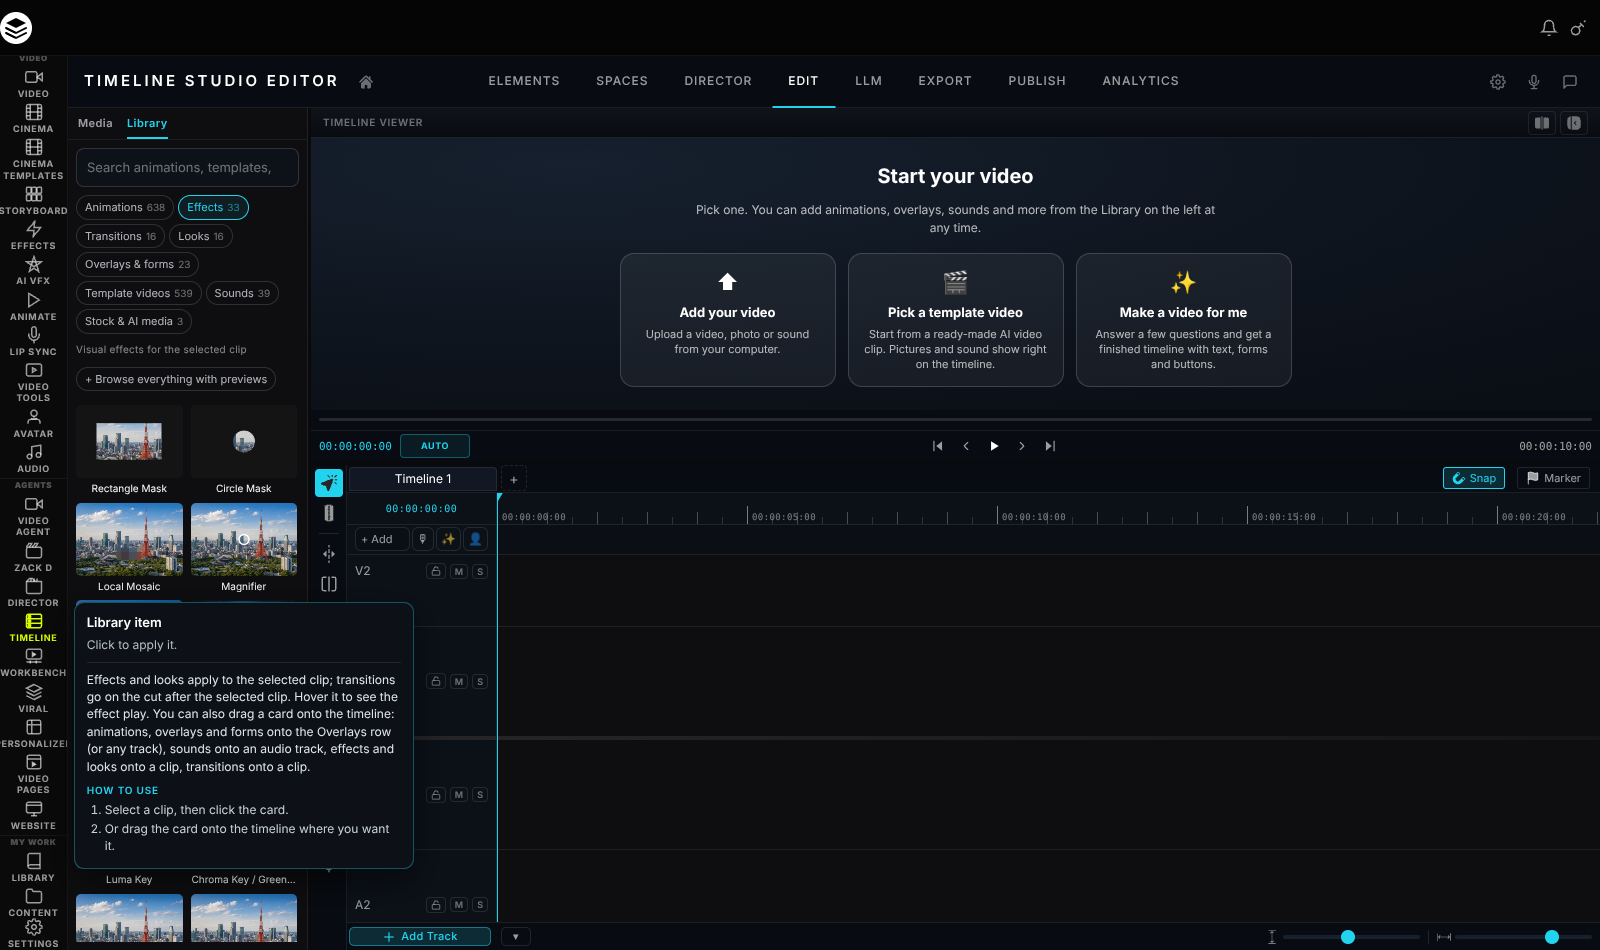 TIMELINE STUDIO EDITOR
ELEMENTS
SPACES
DIRECTOR
EDIT
LLM
EXPORT
PUBLISH
ANALYTICS
VIDEO
VIDEO
CINEMA
CINEMA
TEMPLATES
STORYBOARD
EFFECTS
AI VFX
ANIMATE
LIP SYNC
VIDEO
TOOLS
AVATAR
AUDIO
AGENTS
VIDEO
AGENT
ZACK D
DIRECTOR
TIMELINE
WORKBENCH
VIRAL
PERSONALIZE
VIDEO
PAGES
WEBSITE
MY WORK
LIBRARY
CONTENT
SETTINGS
Media
Library
Search animations, templates,
Animations 638
Effects 33
Transitions 16
Looks 16
Overlays & forms 23
Template videos 539
Sounds 39
Stock & AI media 3
Visual effects for the selected clip
+ Browse everything with previews
Rectangle Mask
Circle Mask
Local Mosaic
Magnifier
Library item
Click to apply it.
Effects and looks apply to the selected clip; transitions
go on the cut after the selected clip. Hover it to see the
effect play. You can also drag a card onto the timeline:
animations, overlays and forms onto the Overlays row
(or any track), sounds onto an audio track, effects and
looks onto a clip, transitions onto a clip.
HOW TO USE
1. Select a clip, then click the card.
2. Or drag the card onto the timeline where you want
it.
Luma Key
Chroma Key / Green...
TIMELINE VIEWER
Start your video
Pick one. You can add animations, overlays, sounds and more from the Library on the left at
any time.
Add your video
Upload a video, photo or sound
from your computer.
Pick a template video
Start from a ready-made AI video
clip. Pictures and sound show right
on the timeline.
Make a video for me
Answer a few questions and get a
finished timeline with text, forms
and buttons.
00:00:00:00
AUTO
00:00:10:00
Timeline 1
+
Snap
Marker
00:00:00:00
00:00:00:00
00:00:05:00
00:00:10:00
00:00:15:00
00:00:20:00
+ Add
V2
M
S
M
S
M
S
A2
M
S
+ Add Track